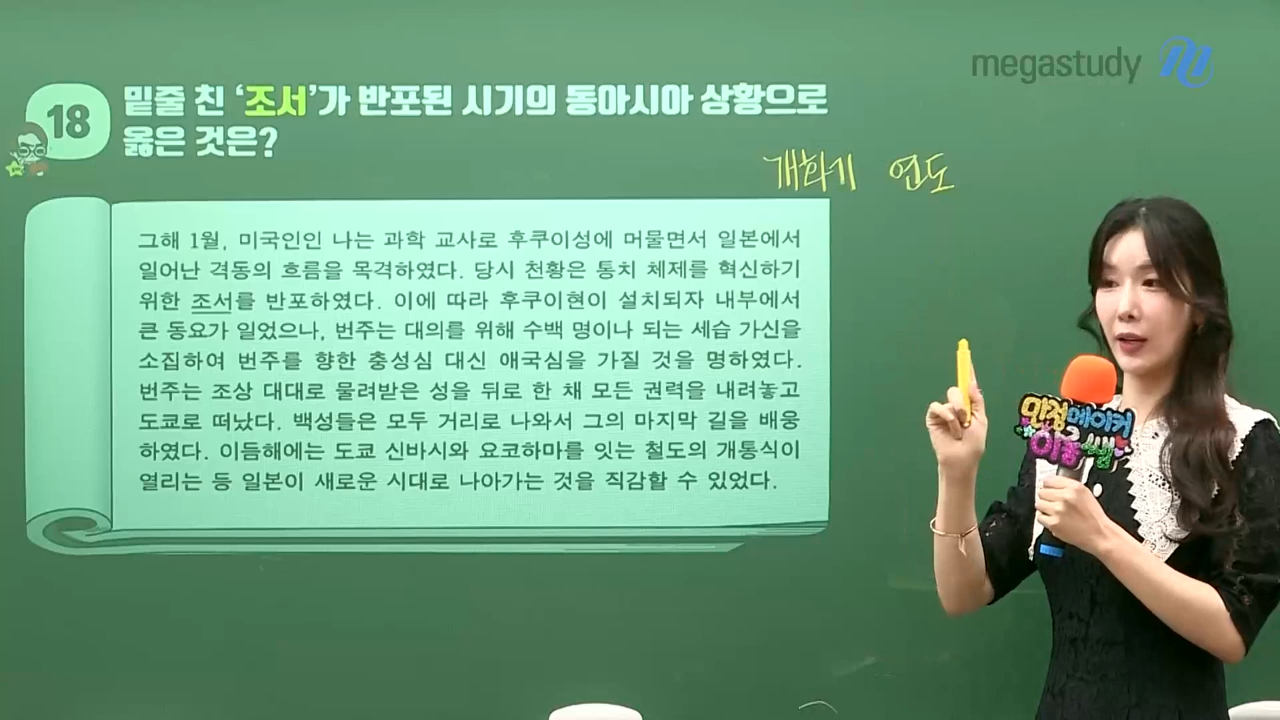 megastudy
18
밑줄 친 ‘조서’가 반포된 시기의 동아시아 상황으로
옳은 것은?
개화기 연도
그해 1월, 미국인인 나는 과학 교사로 후쿠이성에 머물면서 일본에서
일어난 격동의 흐름을 목격하였다. 당시 천황은 통치 체제를 혁신하기
위한 조서를 반포하였다. 이에 따라 후쿠이현이 설치되자 내부에서
큰 동요가 일었으나, 번주는 대의를 위해 수백 명이나 되는 세습 가신을
소집하여 번주를 향한 충성심 대신 애국심을 가질 것을 명하였다.
번주는 조상 대대로 물려받은 성을 뒤로 한 채 모든 권력을 내려놓고
도쿄로 떠났다. 백성들은 모두 거리로 나와서 그의 마지막 길을 배웅
하였다. 이듬해에는 도쿄 신바시와 요코하마를 잇는 철도의 개통식이
열리는 등 일본이 새로운 시대로 나아가는 것을 직감할 수 있었다.
만점메이커
이다쌤